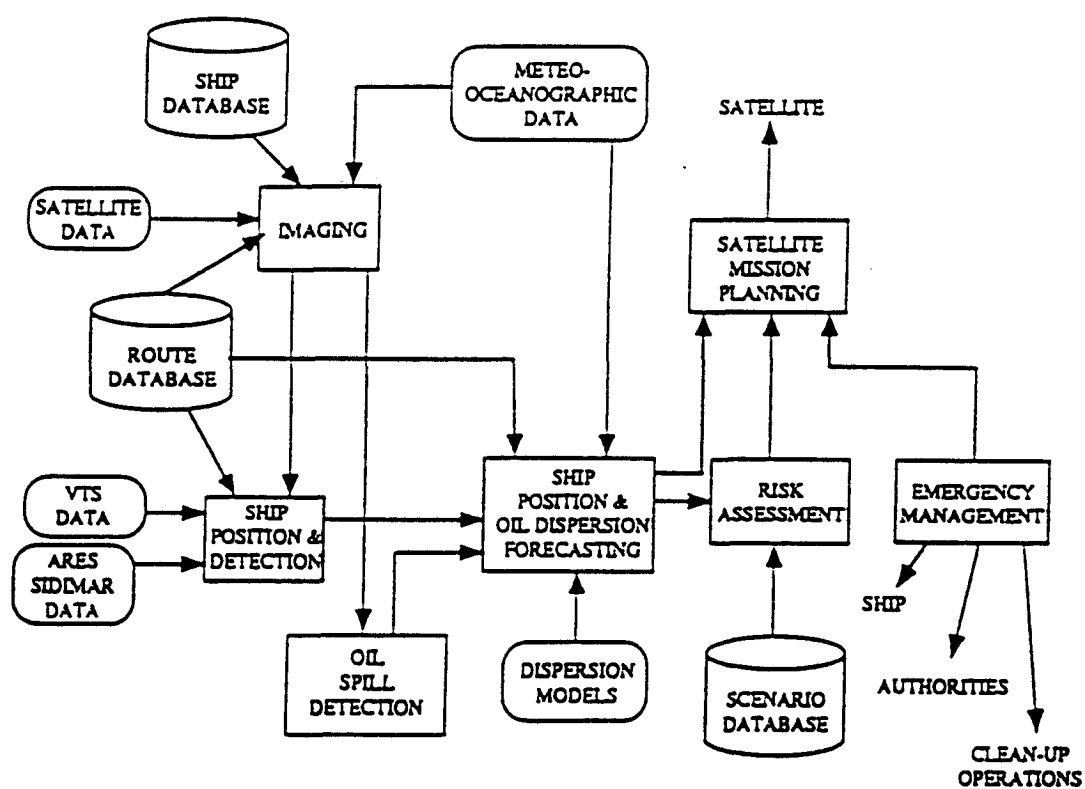 SHIP
DATABASE
METEO-
OCEANOGRAPHIC
DATA
SATELLITE
SATELLITE
DATA
IMAGING
SATELLITE
MISSION
PLANNING
ROUTE
DATABASE
VTS
DATA
SHIP
POSITION &
DETECTION
SHIP
POSITION &
OIL DISPERSION
FORECASTING
RISK
ASSESSMENT
EMERGENCY
MANAGEMENT
ARES
SIDIMAR
DATA
SHIP
OIL
SPILL
DETECTION
DISPERSION
MODELS
SCENARIO
DATABASE
AUTHORITIES
CLEAN-UP
OPERATIONS